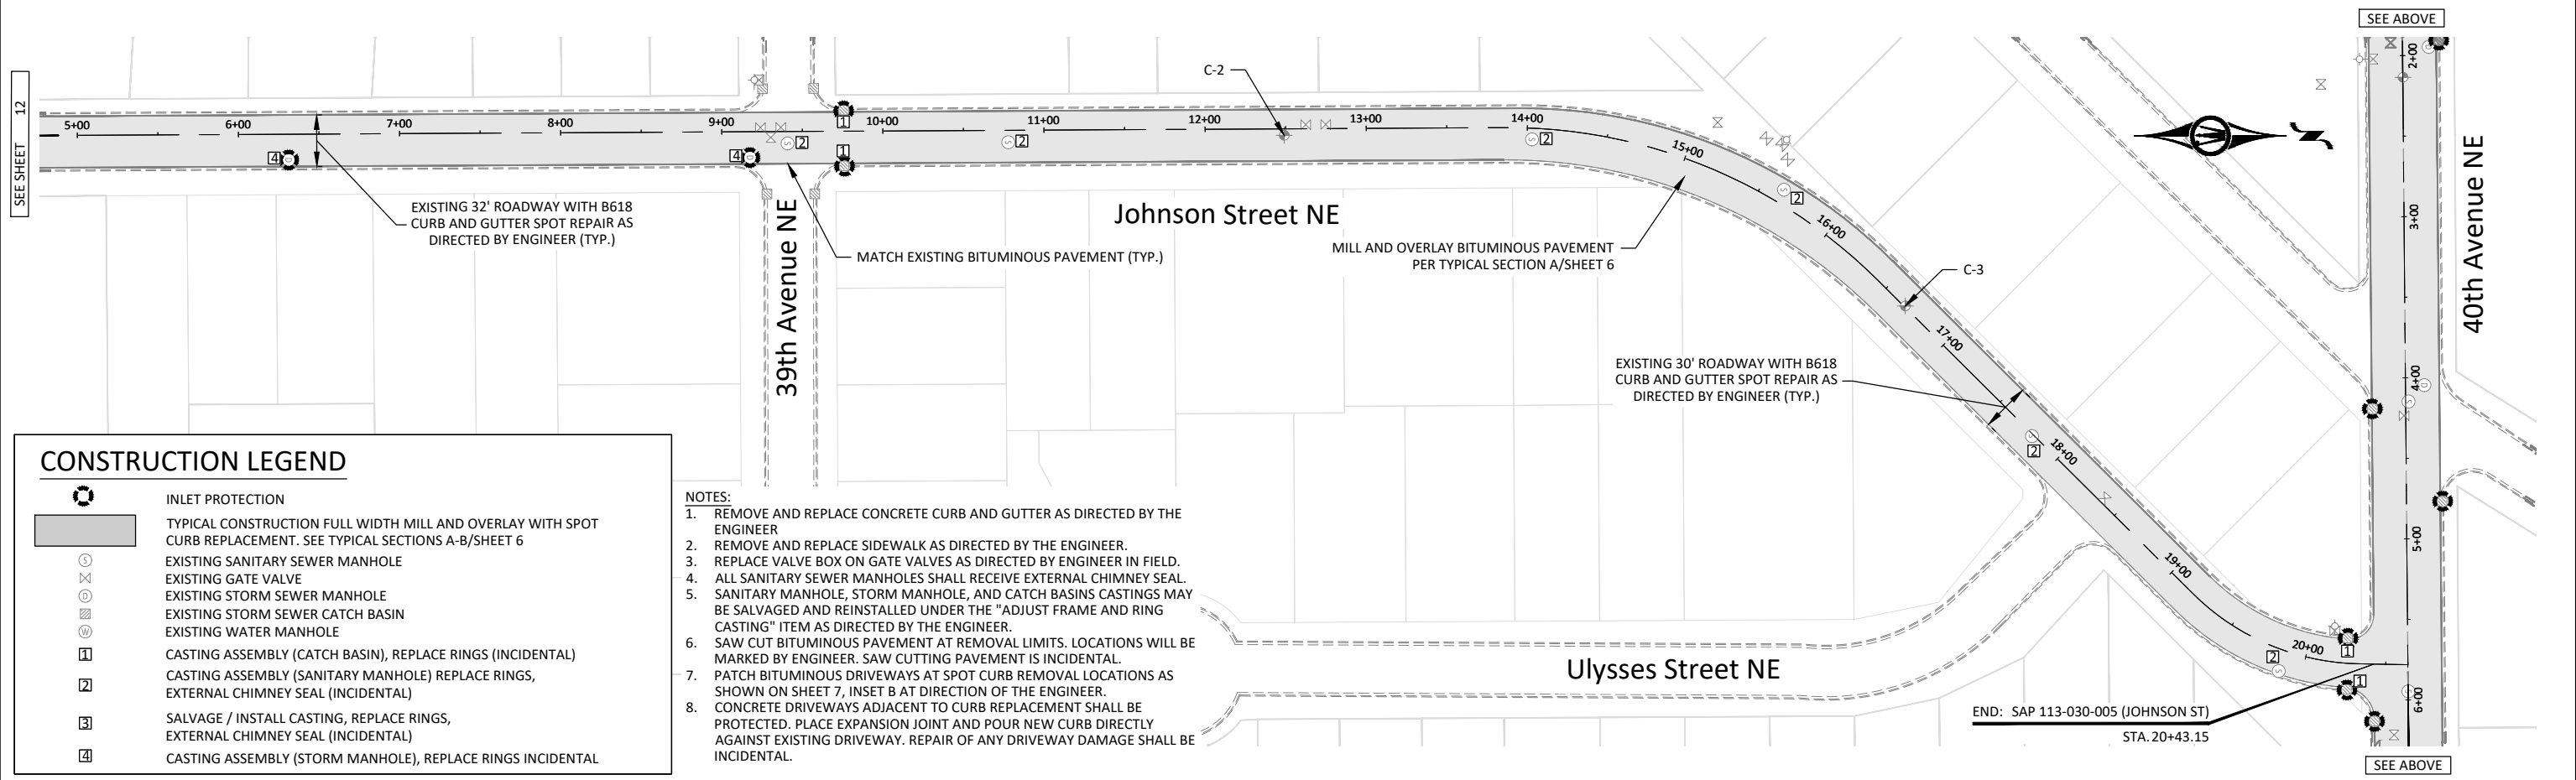 SEE ABOVE
SEE SHEET 12
5+00
6+00
7+00
8+00
9+00
10+00
11+00
12+00
13+00
14+00
15+00
16+00
17+00
18+00
19+00
20+00
C-2
C-3
4
4
1
1
2
2
2
2
2
2
1
1
S
S
S
S
S
S
D
D
EXISTING 32' ROADWAY WITH B618
CURB AND GUTTER SPOT REPAIR AS
DIRECTED BY ENGINEER (TYP.)
39th Avenue NE
MATCH EXISTING BITUMINOUS PAVEMENT (TYP.)
Johnson Street NE
MILL AND OVERLAY BITUMINOUS PAVEMENT
PER TYPICAL SECTION A/SHEET 6
EXISTING 30' ROADWAY WITH B618
CURB AND GUTTER SPOT REPAIR AS
DIRECTED BY ENGINEER (TYP.)
2+00
3+00
4+00
5+00
6+00
40th Avenue NE
Ulysses Street NE
END: SAP 113-030-005 (JOHNSON ST)
STA. 20+43.15
SEE ABOVE
CONSTRUCTION LEGEND
INLET PROTECTION
TYPICAL CONSTRUCTION FULL WIDTH MILL AND OVERLAY WITH SPOT
CURB REPLACEMENT. SEE TYPICAL SECTIONS A-B/SHEET 6
S EXISTING SANITARY SEWER MANHOLE
EXISTING GATE VALVE
D EXISTING STORM SEWER MANHOLE
EXISTING STORM SEWER CATCH BASIN
W EXISTING WATER MANHOLE
1 CASTING ASSEMBLY (CATCH BASIN), REPLACE RINGS (INCIDENTAL)
2 CASTING ASSEMBLY (SANITARY MANHOLE) REPLACE RINGS,
EXTERNAL CHIMNEY SEAL (INCIDENTAL)
3 SALVAGE / INSTALL CASTING, REPLACE RINGS,
EXTERNAL CHIMNEY SEAL (INCIDENTAL)
4 CASTING ASSEMBLY (STORM MANHOLE), REPLACE RINGS INCIDENTAL
NOTES:
1. REMOVE AND REPLACE CONCRETE CURB AND GUTTER AS DIRECTED BY THE
ENGINEER
2. REMOVE AND REPLACE SIDEWALK AS DIRECTED BY THE ENGINEER.
3. REPLACE VALVE BOX ON GATE VALVES AS DIRECTED BY ENGINEER IN FIELD.
4. ALL SANITARY SEWER MANHOLES SHALL RECEIVE EXTERNAL CHIMNEY SEAL.
5. SANITARY MANHOLE, STORM MANHOLE, AND CATCH BASINS CASTINGS MAY
BE SALVAGED AND REINSTALLED UNDER THE "ADJUST FRAME AND RING
CASTING" ITEM AS DIRECTED BY THE ENGINEER.
6. SAW CUT BITUMINOUS PAVEMENT AT REMOVAL LIMITS. LOCATIONS WILL BE
MARKED BY ENGINEER. SAW CUTTING PAVEMENT IS INCIDENTAL.
7. PATCH BITUMINOUS DRIVEWAYS AT SPOT CURB REMOVAL LOCATIONS AS
SHOWN ON SHEET 7, INSET B AT DIRECTION OF THE ENGINEER.
8. CONCRETE DRIVEWAYS ADJACENT TO CURB REPLACEMENT SHALL BE
PROTECTED. PLACE EXPANSION JOINT AND POUR NEW CURB DIRECTLY
AGAINST EXISTING DRIVEWAY. REPAIR OF ANY DRIVEWAY DAMAGE SHALL BE
INCIDENTAL.